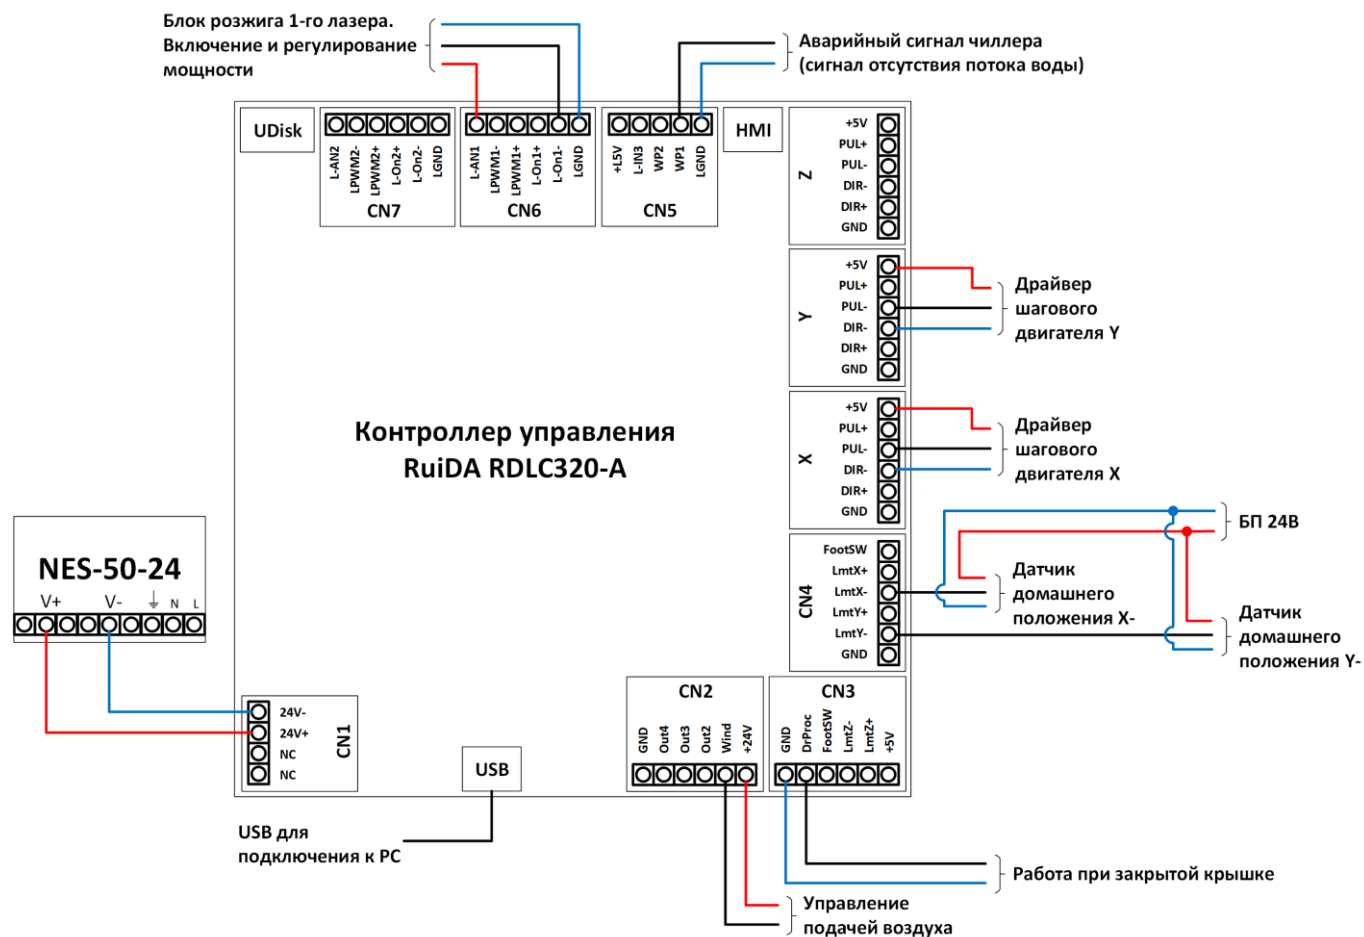 Блок розжига 1-го лазера.
Включение и регулирование
мощности
Аварийный сигнал чиллера
(сигнал отсутствия потока воды)
UDisk
L-AN2
LPWM2-
LPWM2+
L-On2+
L-On2-
LGND
CN7
L-AN1
LPWM1-
LPWM1+
L-On1+
L-On1-
LGND
CN6
+L5V
L-IN3
WP2
WP1
LGND
CN5
HMI
Z
+5V
PUL+
PUL-
DIR-
DIR+
GND
Y
+5V
PUL+
PUL-
DIR-
DIR+
GND
Драйвер
шагового
двигателя Y
X
+5V
PUL+
PUL-
DIR-
DIR+
GND
Драйвер
шагового
двигателя X
Контроллер управления
RuiDA RDLC320-A
БП 24В
CN4
FootSW
LmtX+
LmtX-
LmtY+
LmtY-
GND
Датчик
домашнего
положения X-
Датчик
домашнего
положения Y-
NES-50-24
V+
V-
N
L
24V-
24V+
NC
NC
CN1
USB
CN2
GND
Out4
Out3
Out2
Wind
+24V
CN3
GND
DrProc
FootSW
LmtZ-
LmtZ+
+5V
USB для
подключения к PC
Работа при закрытой крышке
Управление
подачей воздуха